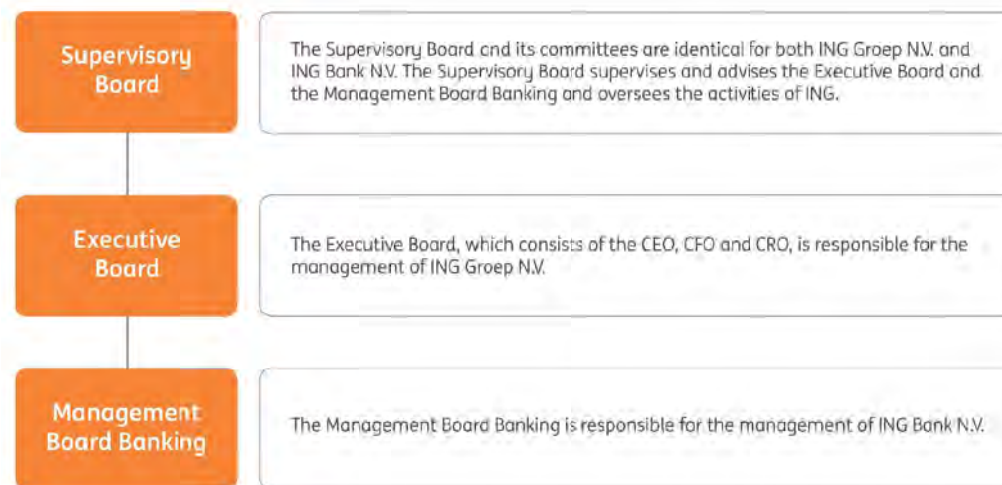 Supervisory
Board
The Supervisory Board and its committees are identical for both ING Groep N.V. and
ING Bank N.V. The Supervisory Board supervises and advises the Executive Board and
the Management Board Banking and oversees the activities of ING.
Executive
Board
The Executive Board, which consists of the CEO, CFO and CRO, is responsible for the
management of ING Groep N.V.
Management
Board Banking
The Management Board Banking is responsible for the management of ING Bank N.V.